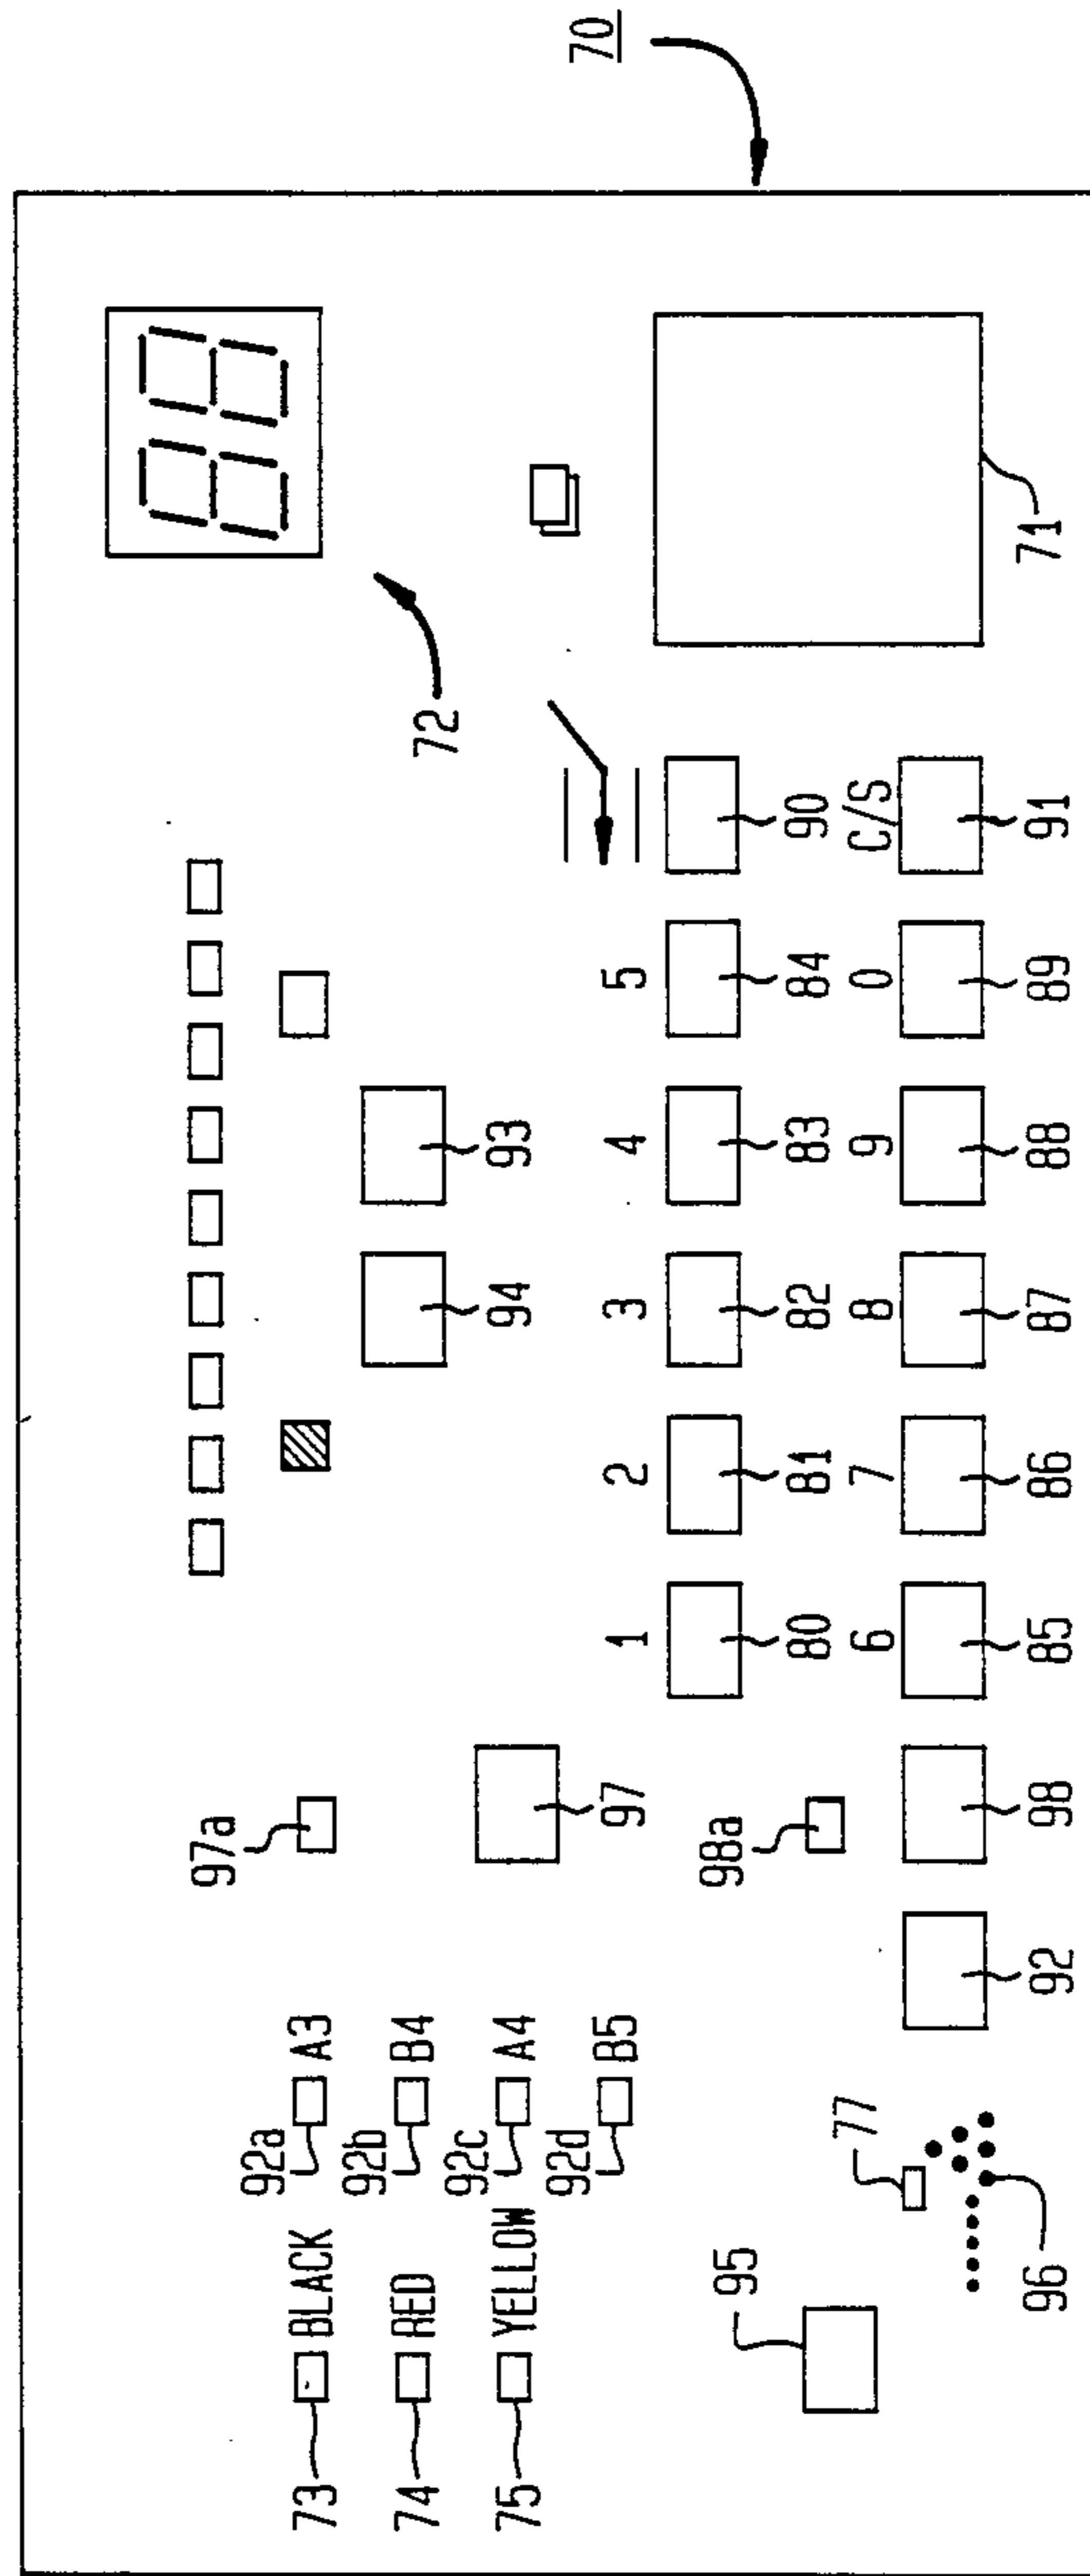 88
97a
73 BLACK 92a A3
74 RED 92b B4 72
75 YELLOW 92c A4 94 93
92d B5 97 1 2 3 4 5 70
95 98a 80 81 82 83 84 90
77 6 7 8 9 0 C/S
96 92 98 85 86 87 88 89 91 71